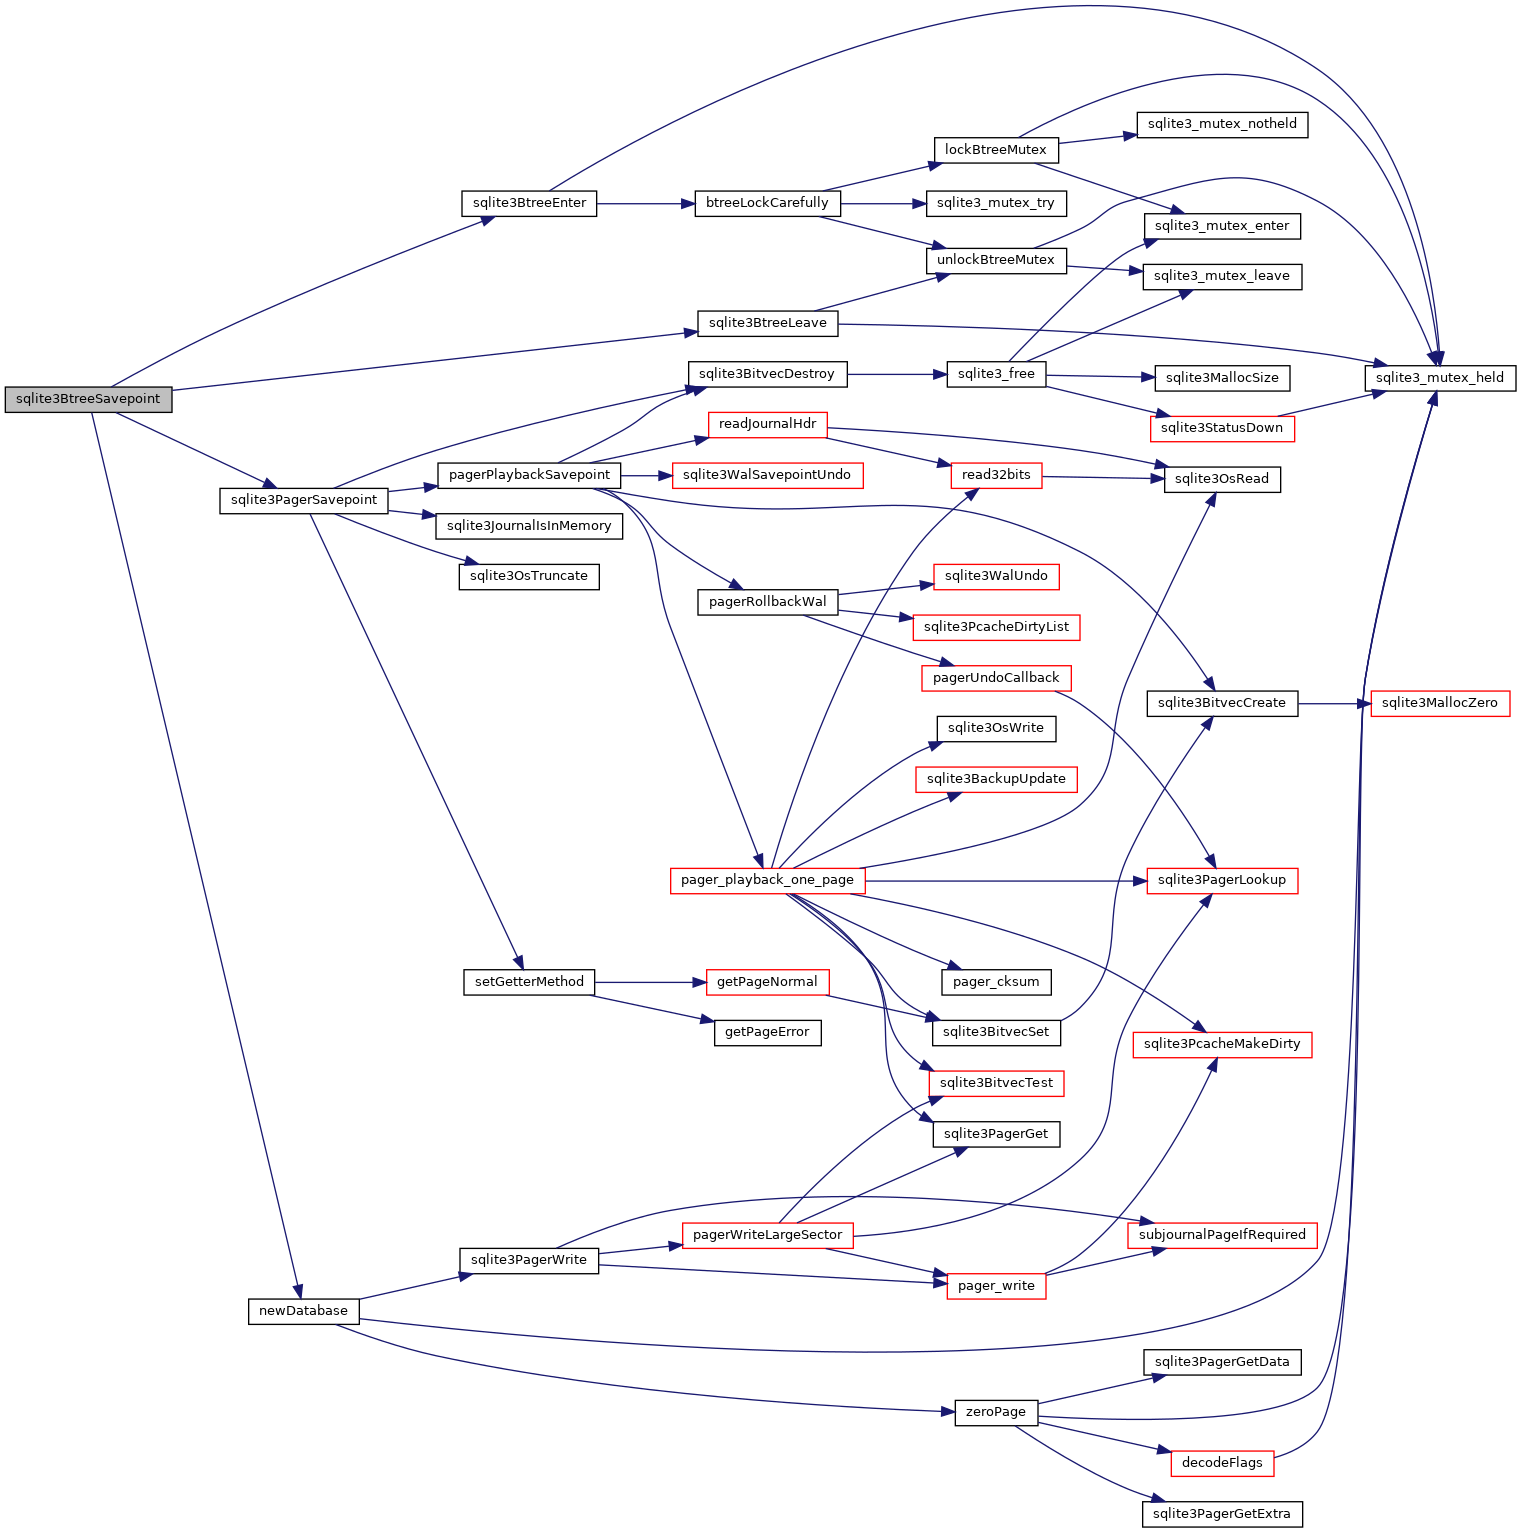 sqlite3_mutex_notheld
lockBtreeMutex
sqlite3BtreeEnter
btreeLockCarefully
sqlite3_mutex_try
sqlite3_mutex_enter
unlockBtreeMutex
sqlite3_mutex_leave
sqlite3BtreeLeave
sqlite3BitvecDestroy
sqlite3_free
sqlite3MallocSize
sqlite3_mutex_held
sqlite3BtreeSavepoint
readJournalHdr
sqlite3StatusDown
pagerPlaybackSavepoint
sqlite3WalSavepointUndo
read32bits
sqlite3OsRead
sqlite3PagerSavepoint
sqlite3JournalIsInMemory
sqlite3OsTruncate
sqlite3WalUndo
pagerRollbackWal
sqlite3PcacheDirtyList
pagerUndoCallback
sqlite3BitvecCreate
sqlite3MallocZero
sqlite3OsWrite
sqlite3BackupUpdate
pager_playback_one_page
sqlite3PagerLookup
setGetterMethod
getPageNormal
pager_cksum
getPageError
sqlite3BitvecSet
sqlite3PcacheMakeDirty
sqlite3BitvecTest
sqlite3PagerGet
pagerWriteLargeSector
subjournalPageIfRequired
sqlite3PagerWrite
pager_write
newDatabase
sqlite3PagerGetData
zeroPage
decodeFlags
sqlite3PagerGetExtra